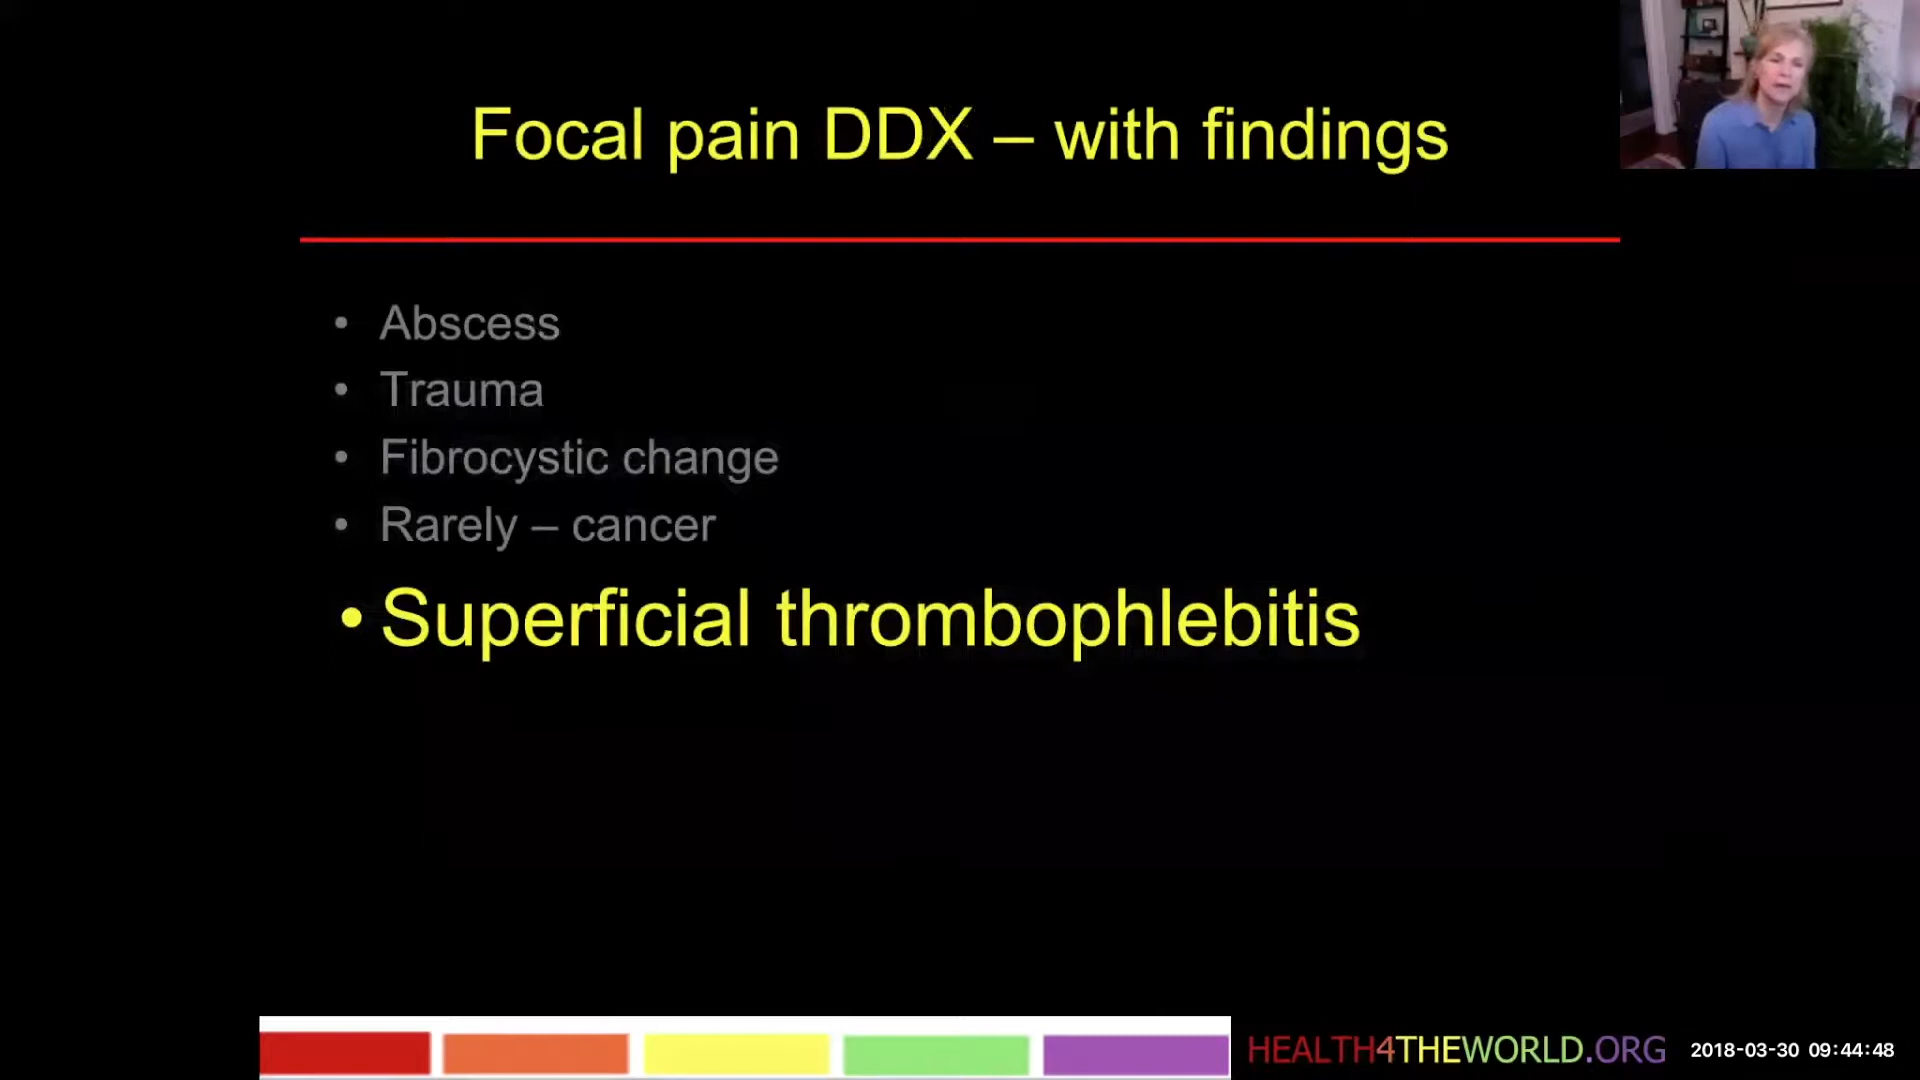 Focal pain DDX – with findings
• Abscess
• Trauma
• Fibrocystic change
• Rarely – cancer
• Superficial thrombophlebitis
HEALTH4THEWORLD.ORG
2018-03-30 09:44:48